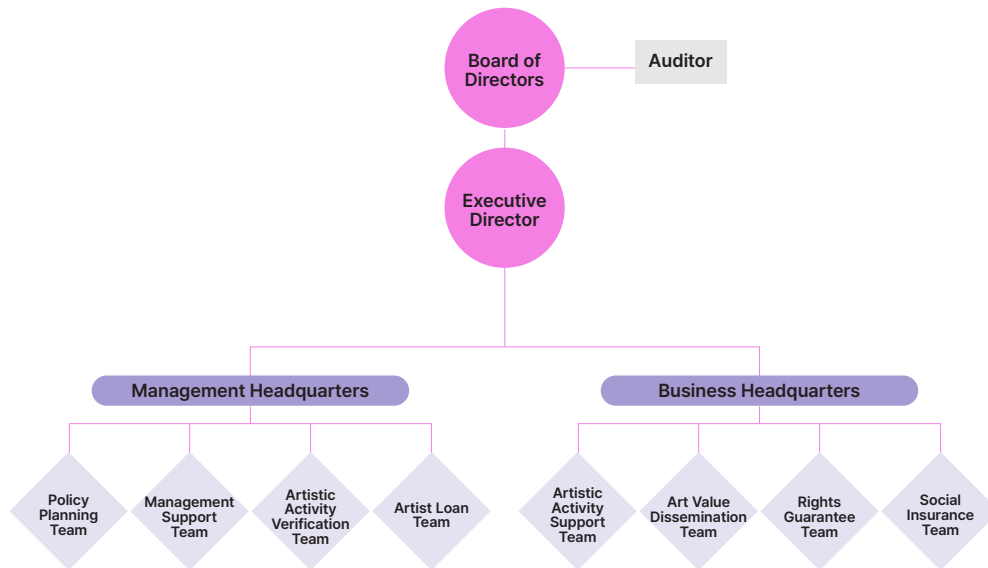 Board of
Directors
Auditor
Executive
Director
Management Headquarters
Business Headquarters
Policy
Planning
Team
Management
Support
Team
Artistic
Activity
Verification
Team
Artist Loan
Team
Artistic
Activity
Support
Team
Art Value
Dissemination
Team
Rights
Guarantee
Team
Social
Insurance
Team